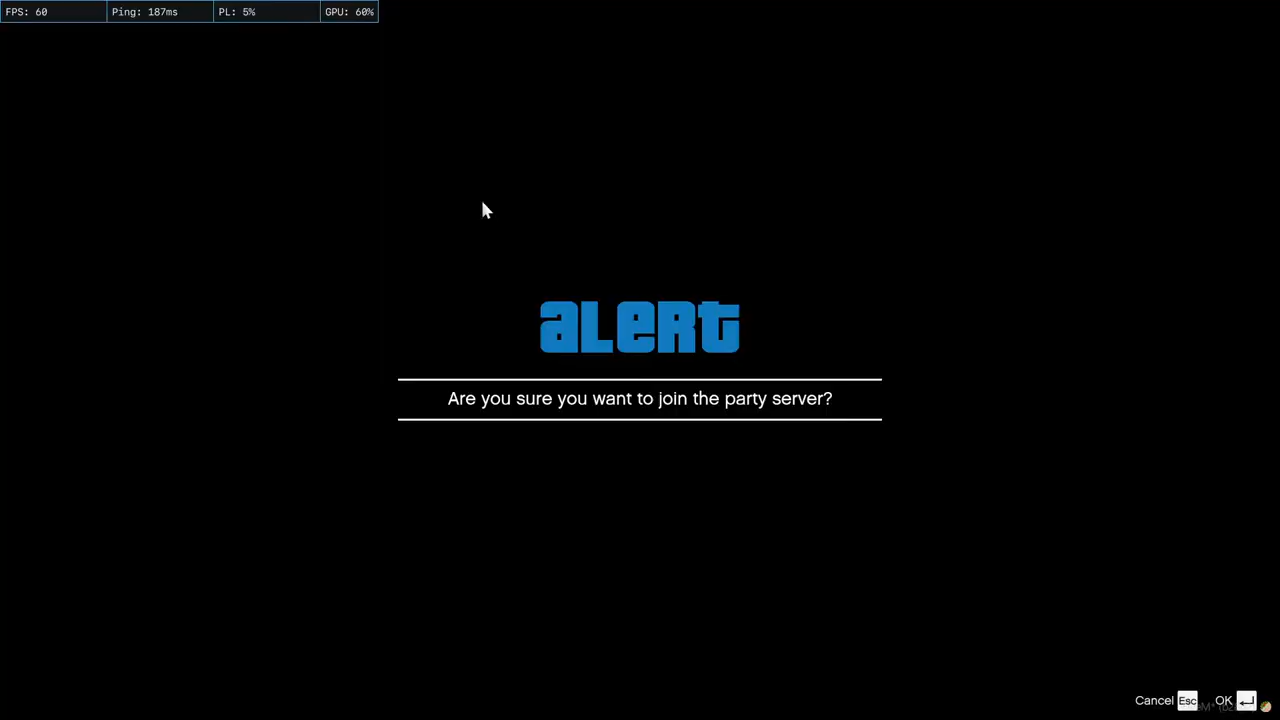 FPS: 60 Ping: 187ms PL: 5% GPU: 60%
aLeRt
Are you sure you want to join the party server?
Cancel Esc OK